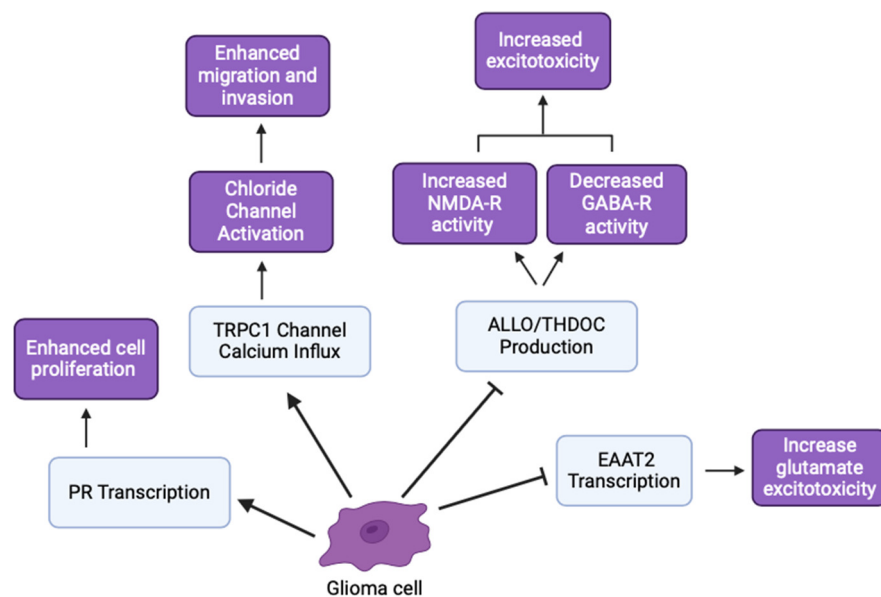 Enhanced
migration and
invasion
Increased
excitotoxicity
Chloride
Channel
Activation
Increased
NMDA-R
activity
Decreased
GABA-R
activity
TRPC1 Channel
Calcium Influx
ALLO/THDOC
Production
Enhanced cell
proliferation
PR Transcription
EAAT2
Transcription
Increase
glutamate
excitotoxicity
Glioma cell